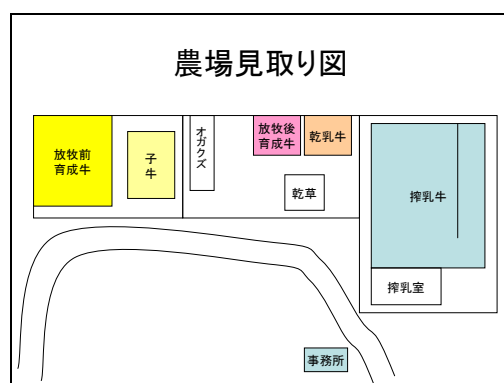 農場見取り図
放牧前
育成牛
子牛
オガクズ
放牧後
育成牛
乾乳牛
乾草
搾乳牛
搾乳室
事務所